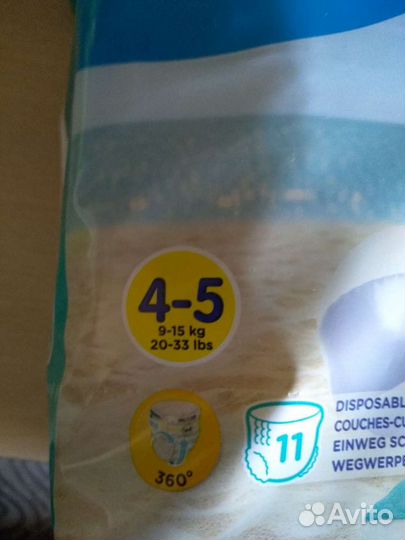 4-5
9-15 kg
20-33 lbs
360°
11
DISPOSABL
COUCHES-CU
EINWEG SC
WEGWERPE
Avito